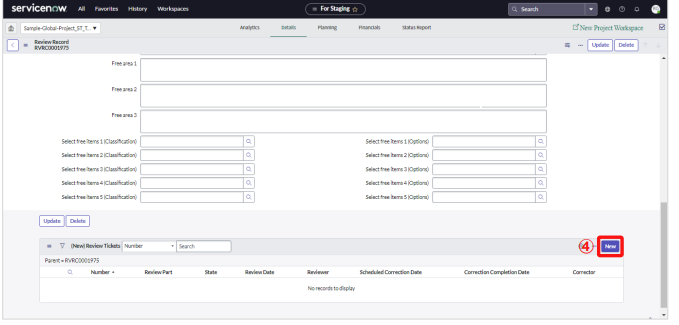 servicenow All Favorites History Workspaces For Staging ☆ Search
Sample-Global-Project_ST_T... ▼ Analytics Details Planning Financials Status Report New Project Workspace
Review Record
RVRC0001975 Update Delete
Free area 1
Free area 2
Free area 3
Select free items 1 (Classification) Select free items 1 (Options)
Select free items 2 (Classification) Select free items 2 (Options)
Select free items 3 (Classification) Select free items 3 (Options)
Select free items 4 (Classification) Select free items 4 (Options)
Select free items 5 (Classification) Select free items 5 (Options)
Update Delete
(New) Review Tickets Number Search ④ New
Parent = RVRC0001975
Number Review Part State Review Date Reviewer Scheduled Correction Date Correction Completion Date Corrector
No records to display